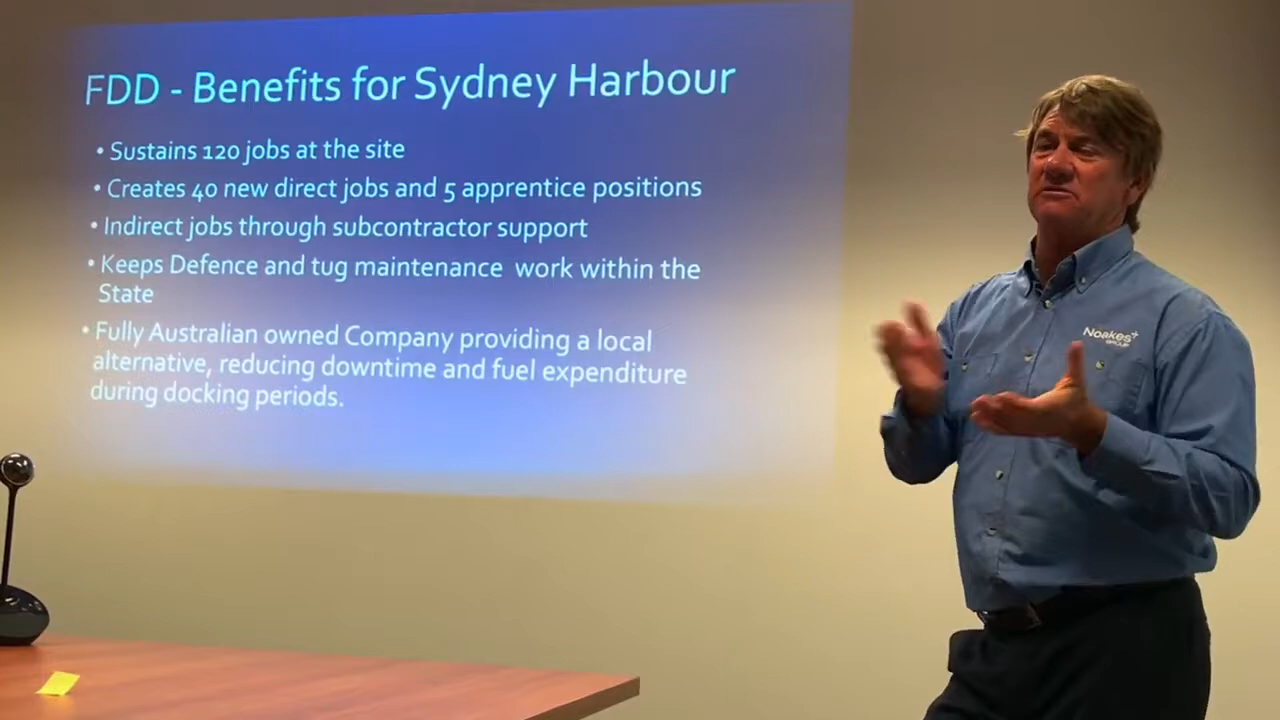 FDD - Benefits for Sydney Harbour
• Sustains 120 jobs at the site
• Creates 40 new direct jobs and 5 apprentice positions
• Indirect jobs through subcontractor support
• Keeps Defence and tug maintenance work within the
State
• Fully Australian owned Company providing a local
alternative, reducing downtime and fuel expenditure
during docking periods.
Noakes
GROUP